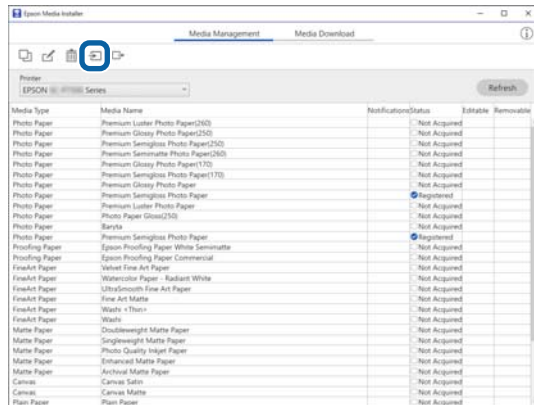 Epson Media Installer
Media Management Media Download
Printer
EPSON Series
Refresh
Media Type Media Name Notifications Status Editable Removable
Photo Paper Premium Luster Photo Paper(260) Not Acquired
Photo Paper Premium Glossy Photo Paper(250) Not Acquired
Photo Paper Premium Semigloss Photo Paper(250) Not Acquired
Photo Paper Premium Semimatte Photo Paper(260) Not Acquired
Photo Paper Premium Glossy Photo Paper(170) Not Acquired
Photo Paper Premium Semigloss Photo Paper(170) Not Acquired
Photo Paper Premium Glossy Photo Paper Not Acquired
Photo Paper Premium Semigloss Photo Paper Registered
Photo Paper Premium Luster Photo Paper Not Acquired
Photo Paper Photo Paper Gloss(250) Not Acquired
Photo Paper Baryta Not Acquired
Photo Paper Premium Semigloss Photo Paper Registered
Proofing Paper Epson Proofing Paper White Semimatte Not Acquired
Proofing Paper Epson Proofing Paper Commercial Not Acquired
FineArt Paper Velvet Fine Art Paper Not Acquired
FineArt Paper Watercolor Paper - Radiant White Not Acquired
FineArt Paper UltraSmooth Fine Art Paper Not Acquired
FineArt Paper Fine Art Matte Not Acquired
FineArt Paper Washi <Thin> Not Acquired
FineArt Paper Washi Not Acquired
Matte Paper Doubleweight Matte Paper Not Acquired
Matte Paper Singleweight Matte Paper Not Acquired
Matte Paper Photo Quality Inkjet Paper Not Acquired
Matte Paper Enhanced Matte Paper Not Acquired
Matte Paper Archival Matte Paper Not Acquired
Canvas Canvas Satin Not Acquired
Canvas Canvas Matte Not Acquired
Plain Paper Plain Paper Not Acquired